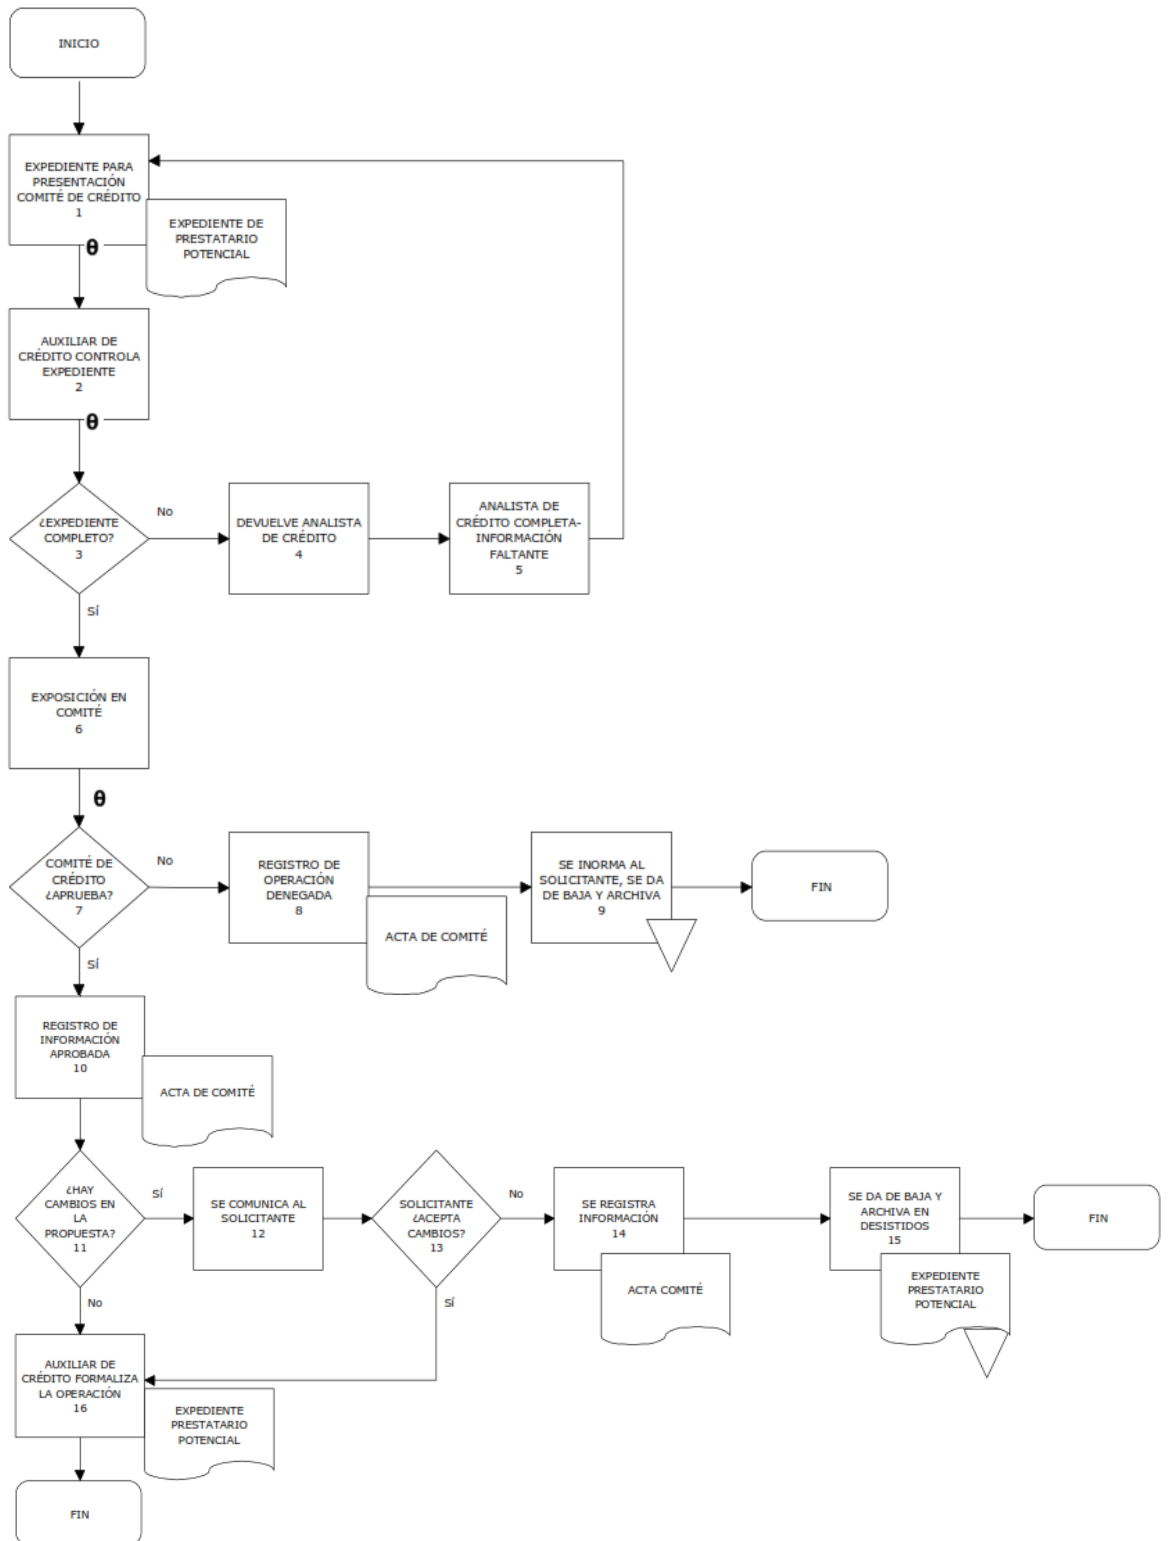 INICIO
EXPEDIENTE PARA
PRESENTACIÓN
COMITÉ DE CRÉDITO
1
EXPEDIENTE DE
PRESTATARIO
POTENCIAL
θ
AUXILIAR DE
CRÉDITO CONTROLA
EXPEDIENTE
2
θ
¿EXPEDIENTE
COMPLETO?
3
No
DEVUELVE ANALISTA
DE CRÉDITO
4
ANALISTA DE
CRÉDITO COMPLETA-
INFORMACIÓN
FALTANTE
5
Sí
EXPOSICIÓN EN
COMITÉ
6
θ
COMITÉ DE
CRÉDITO
¿APRUEBA?
7
No
REGISTRO DE
OPERACIÓN
DENEGADA
8
ACTA DE COMITÉ
SE INORMA AL
SOLICITANTE, SE DA
DE BAJA Y ARCHIVA
9
FIN
Sí
REGISTRO DE
INFORMACIÓN
APROBADA
10
ACTA DE COMITÉ
¿HAY
CAMBIOS EN
LA
PROPUESTA?
11
Sí
SE COMUNICA AL
SOLICITANTE
12
SOLICITANTE
¿ACEPTA
CAMBIOS?
13
No
SE REGISTRA
INFORMACIÓN
14
ACTA COMITÉ
SE DA DE BAJA Y
ARCHIVA EN
DESISTIDOS
15
EXPEDIENTE
PRESTATARIO
POTENCIAL
FIN
No
Sí
AUXILIAR DE
CRÉDITO FORMALIZA
LA OPERACIÓN
16
EXPEDIENTE
PRESTATARIO
POTENCIAL
FIN